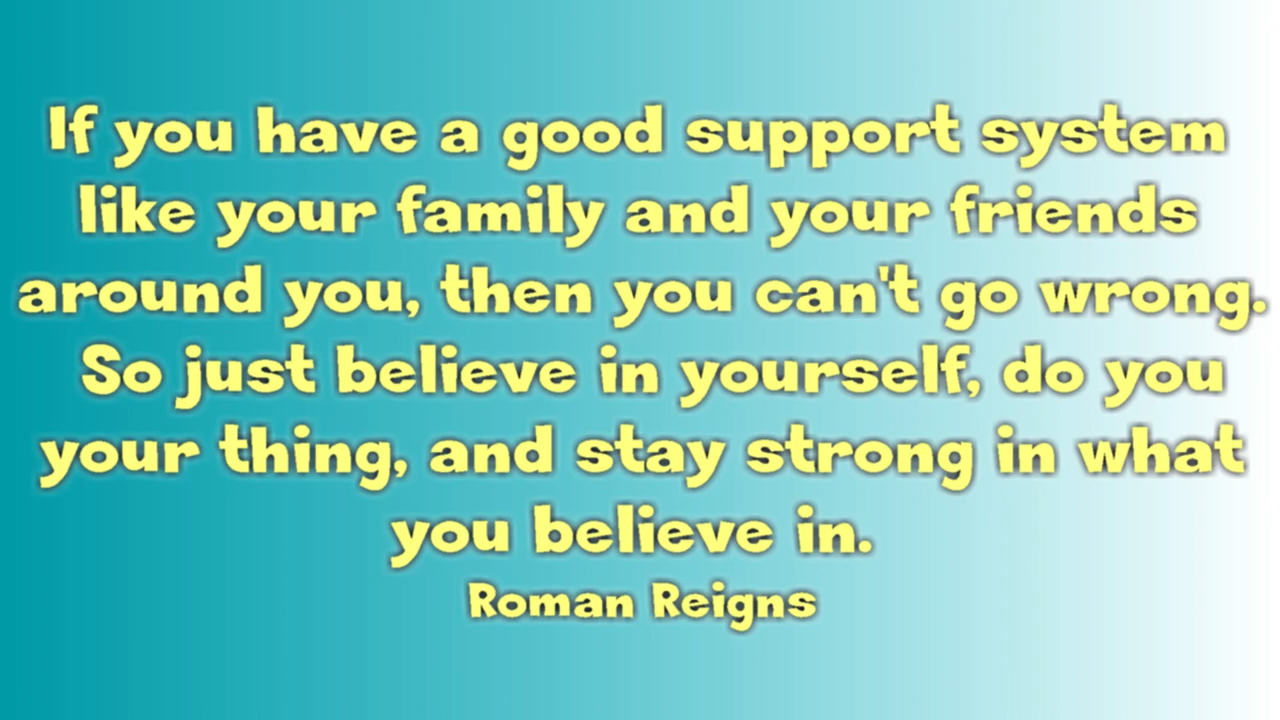 If you have a good support system
like your family and your friends
around you, then you can't go wrong.
So just believe in yourself, do you
your thing, and stay strong in what
you believe in.
Roman Reigns